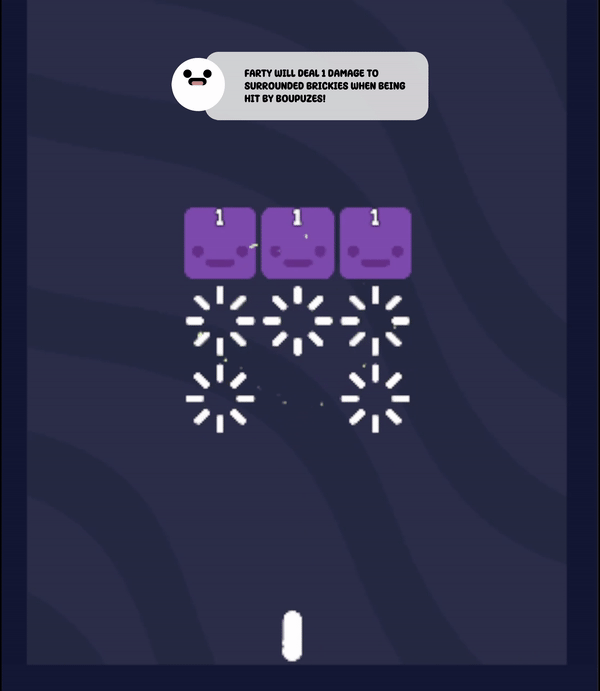 FARTY WILL DEAL 1 DAMAGE TO
SURROUNDED BRICKIES WHEN BEING
HIT BY BOUPUZES!
1 1 1